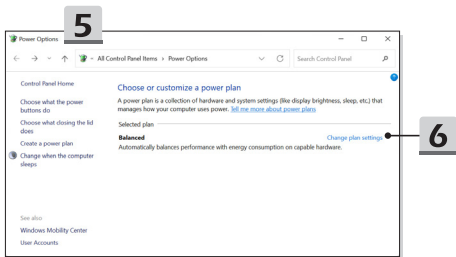 5
Power Options
All Control Panel Items
Power Options
Search Control Panel
Control Panel Home
Choose what the power
buttons do
Choose what closing the lid
does
Create a power plan
Change when the computer
sleeps
See also
Windows Mobility Center
User Accounts
Choose or customize a power plan
A power plan is a collection of hardware and system settings (like display brightness, sleep, etc.) that
manages how your computer uses power. Tell me more about power plans
Selected plan
Balanced
Change plan settings
Automatically balances performance with energy consumption on capable hardware.
6